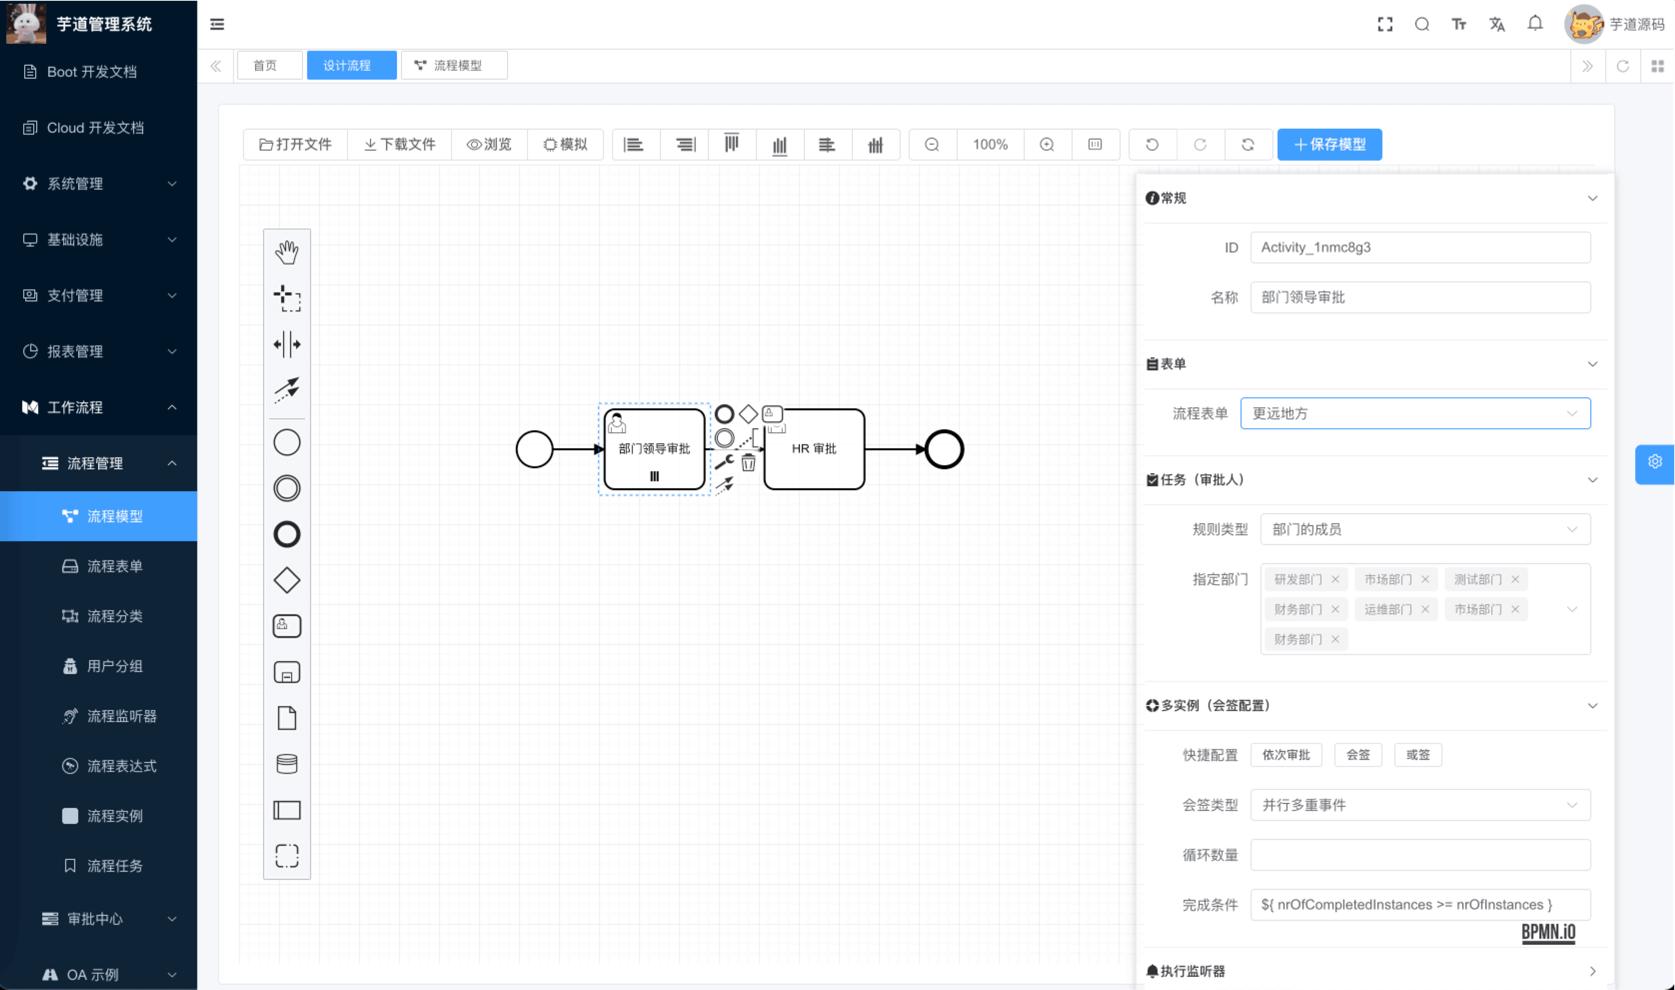 芋道管理系统
芋道源码
Boot 开发文档
Cloud 开发文档
系统管理
基础设施
支付管理
报表管理
工作流程
流程管理
流程模型
流程表单
流程分类
用户分组
流程监听器
流程表达式
流程实例
流程任务
审批中心
OA 示例
首页
设计流程
流程模型
打开文件
下载文件
浏览
模拟
100%
保存模型
部门领导审批
HR 审批
常规
ID
Activity_1nmc8g3
名称
部门领导审批
表单
流程表单
更远地方
任务（审批人）
规则类型
部门的成员
指定部门
研发部门 × 市场部门 × 测试部门 ×
财务部门 × 运维部门 × 市场部门 ×
财务部门 ×
多实例（会签配置）
快捷配置
依次审批
会签
或签
会签类型
并行多重事件
循环数量
完成条件
${ nrOfCompletedInstances >= nrOfInstances }
BPMN.iO
执行监听器